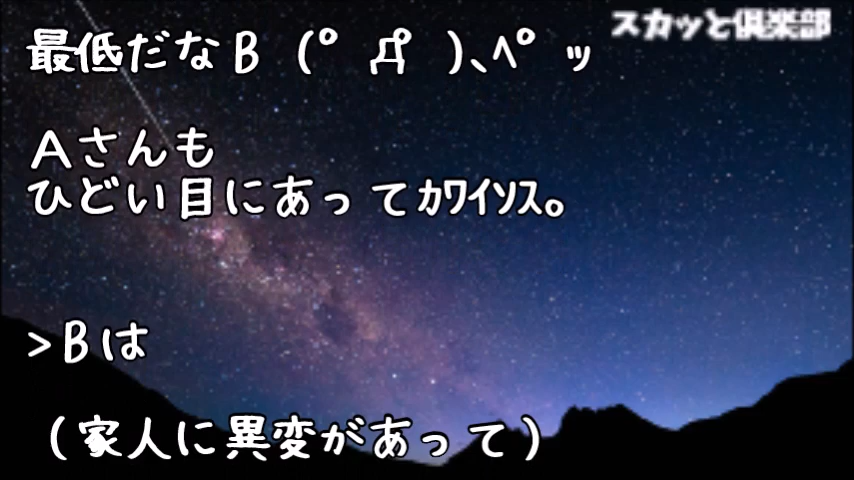 スカッと倶楽部
最低だなB (゚Д゚)､ﾍﾟッ
Aさんも
ひどい目にあってｶﾜｲｿｽ。
>Bは
(家人に異変があって)